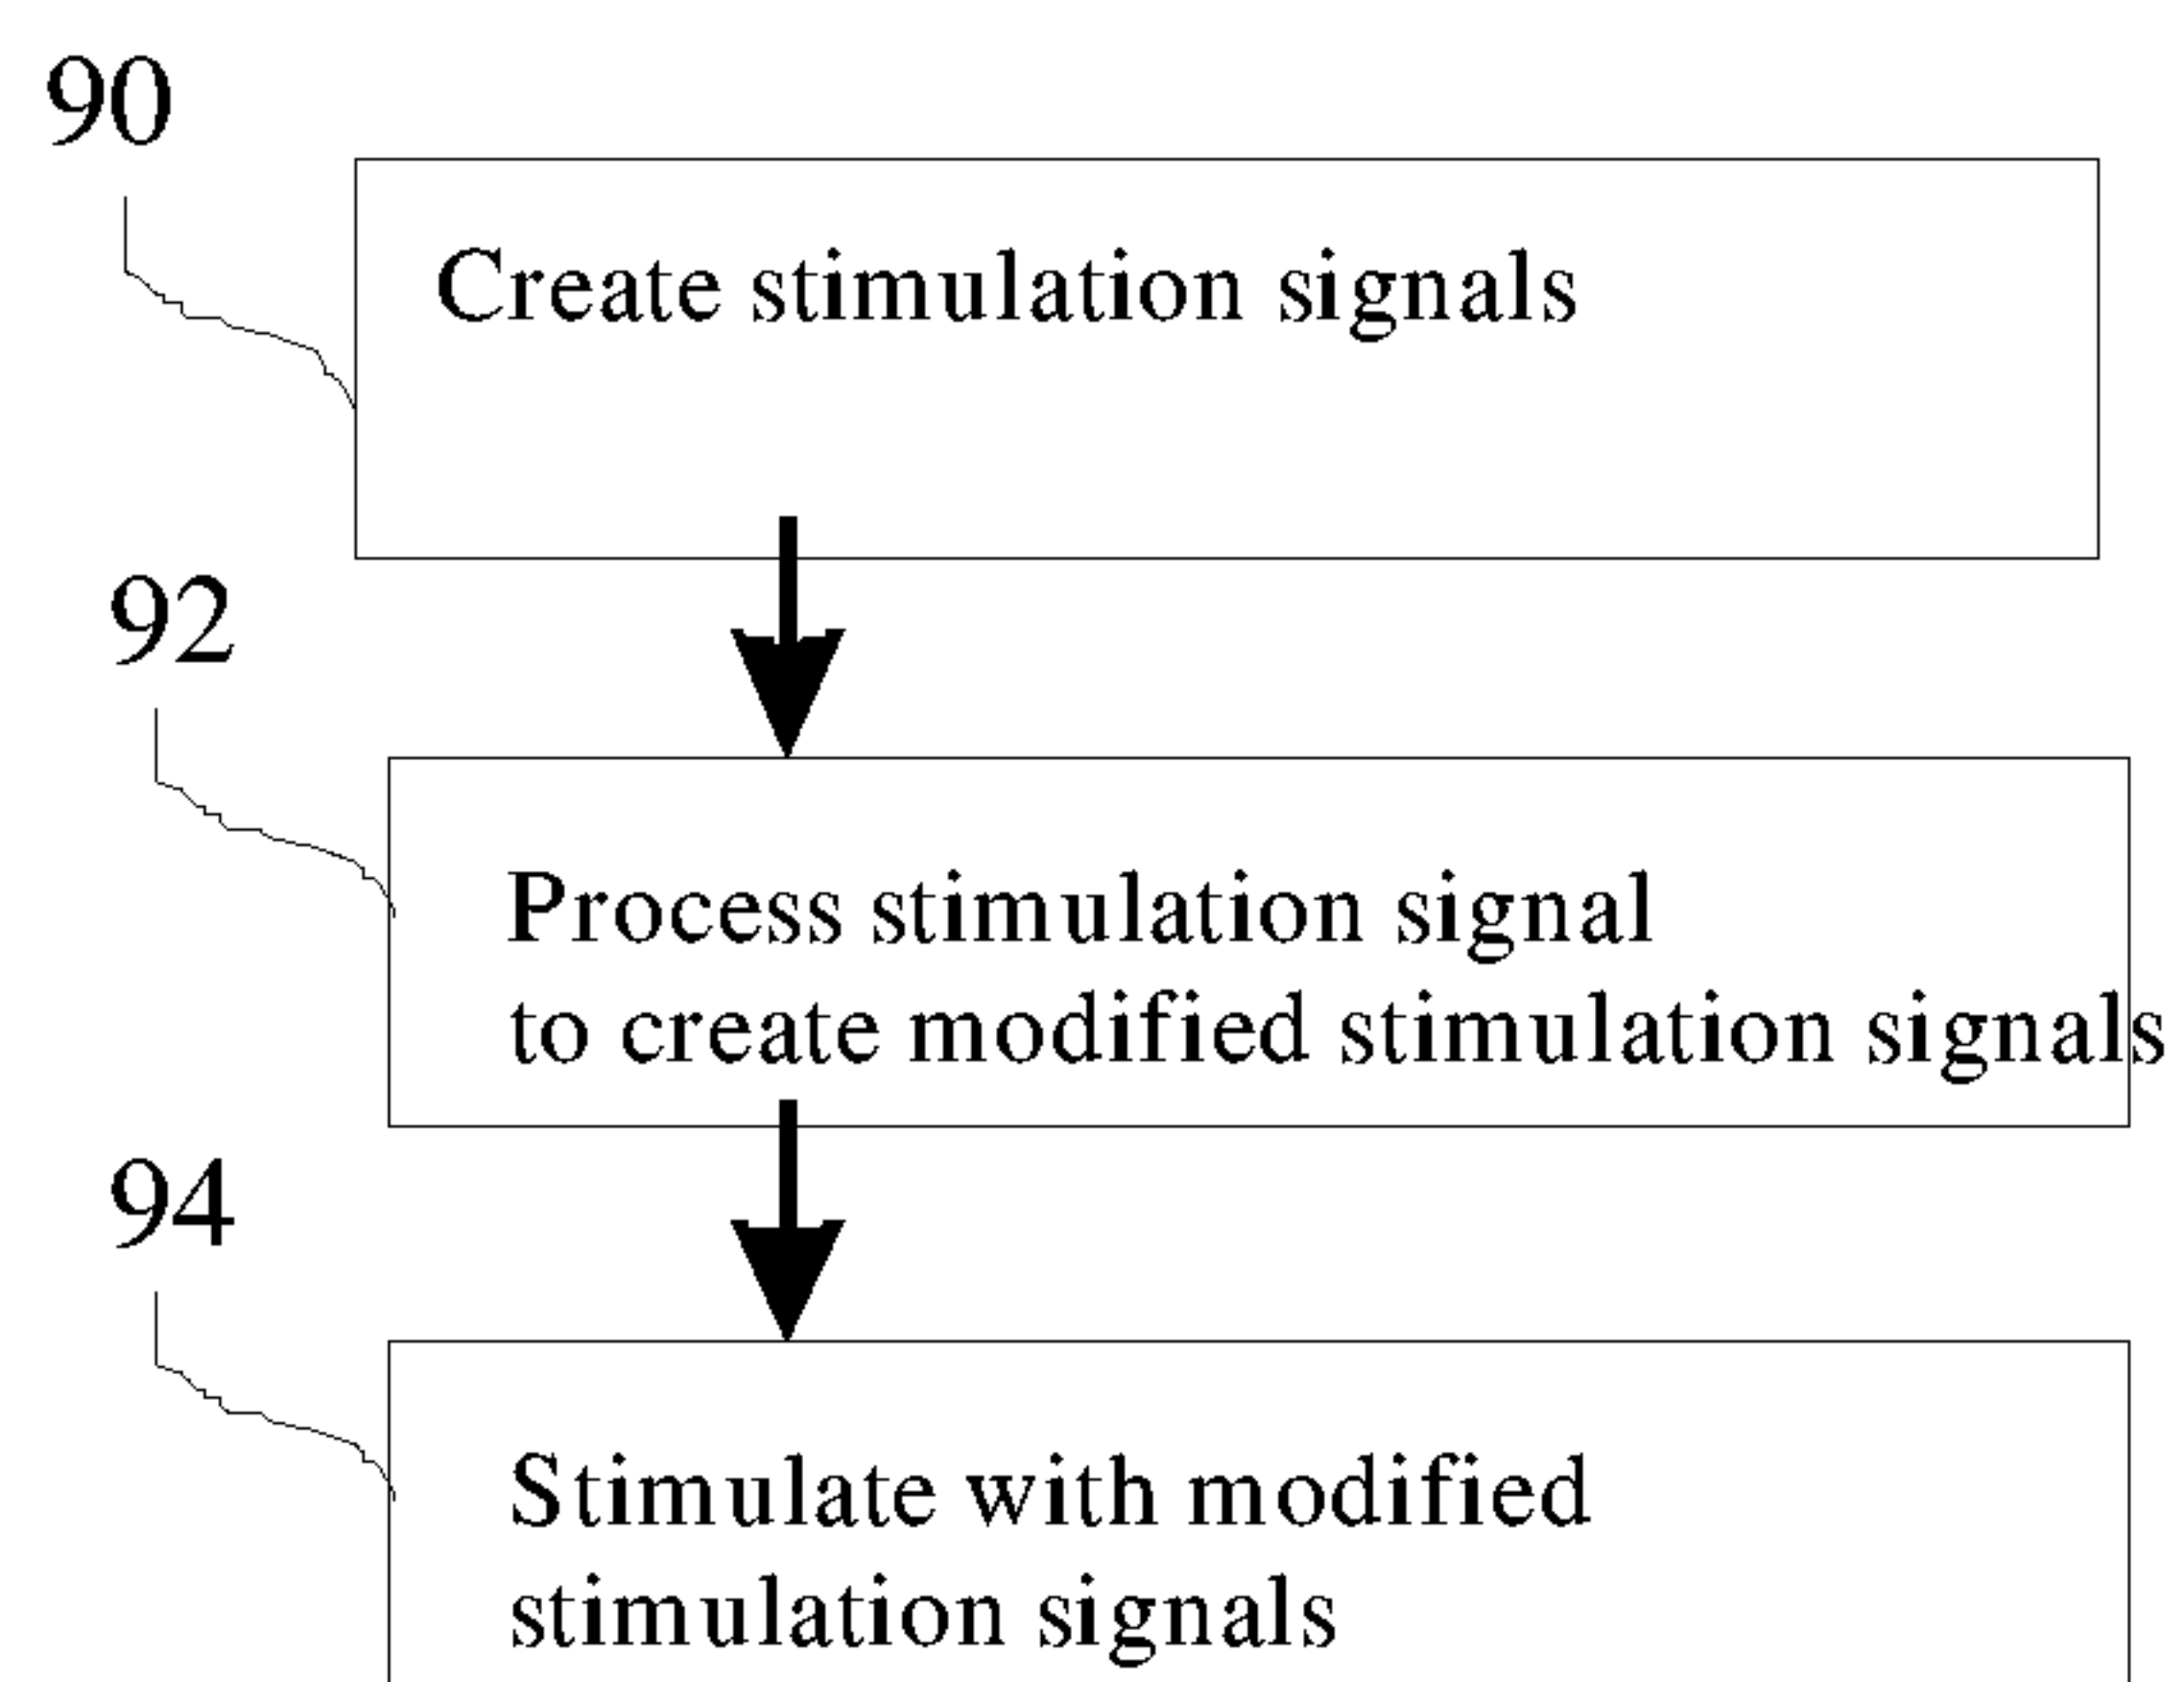 90
Create stimulation signals
92
Process stimulation signal
to create modified stimulation signals
94
Stimulate with modified
stimulation signals